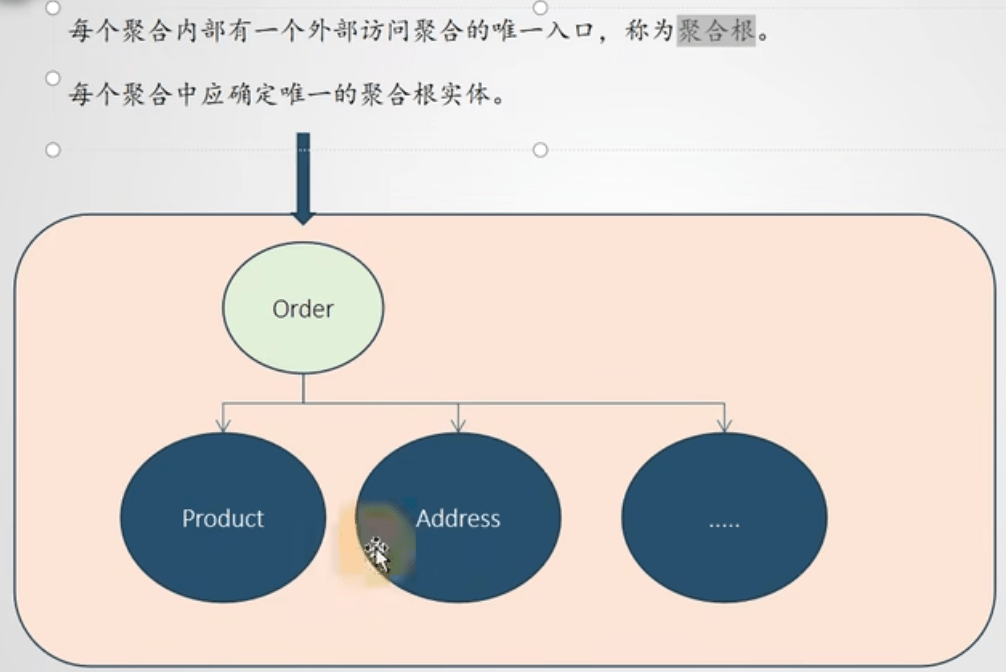 每个聚合内部有一个外部访问聚合的唯一入口，称为聚合根。
每个聚合中应确定唯一的聚合根实体。
Order
Product
Address
.....